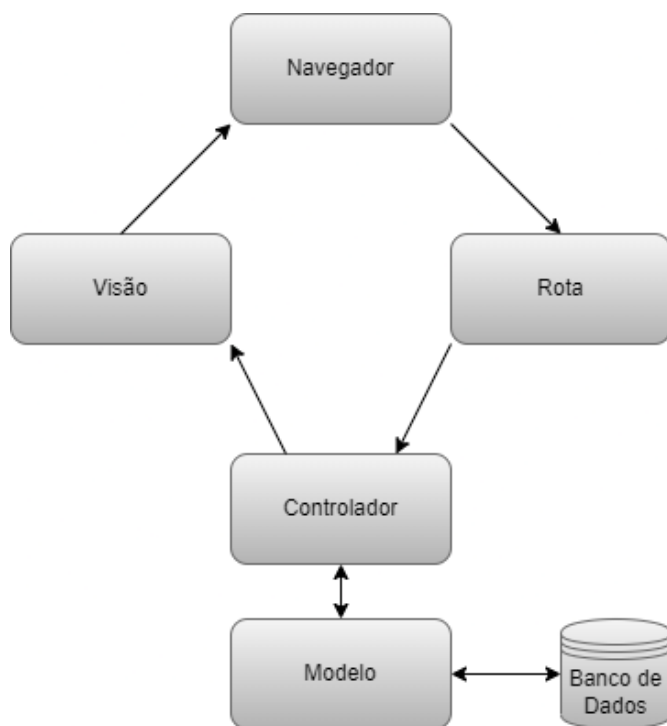 Navegador
Visão
Rota
Controlador
Modelo
Banco de
Dados